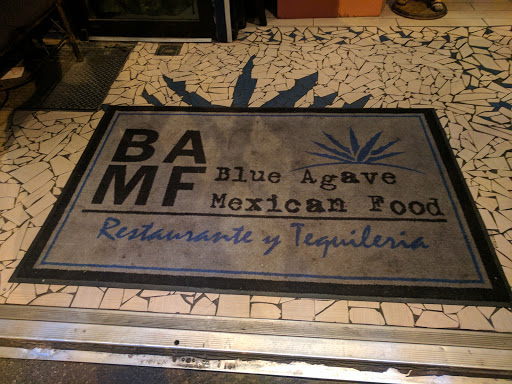 BA
MF
Blue Agave
Mexican Food
Restaurante y Tequileria